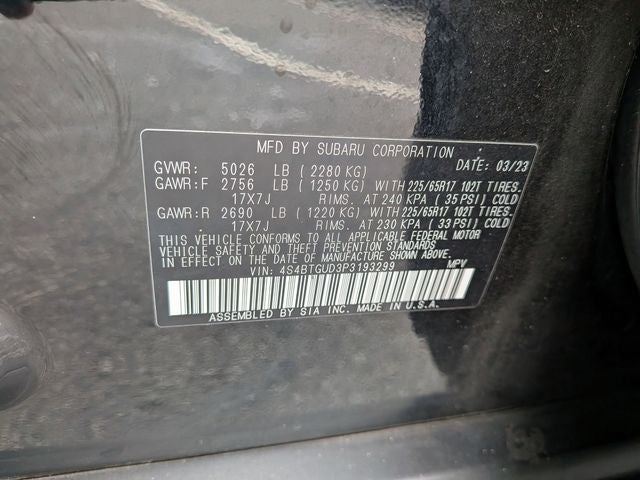 MFD BY SUBARU CORPORATION
DATE: 03/23
GVWR: 5026 LB ( 2280 KG)
GAWR:F 2756 LB ( 1250 KG) WITH 225/65R17 102T TIRES.
17X7J RIMS. AT 240 KPA ( 35 PSI) COLD
GAWR:R 2690 LB ( 1220 KG) WITH 225/65R17 102T TIRES.
17X7J RIMS. AT 230 KPA ( 33 PSI) COLD
THIS VEHICLE CONFORMS TO ALL APPLICABLE FEDERAL MOTOR
VEHICLE SAFETY AND THEFT PREVENTION STANDARDS
IN EFFECT ON THE DATE OF MANUFACTURE SHOWN ABOVE.
VIN: 4S4BTGUD3P3193299 MPV
ASSEMBLED BY SIA INC. MADE IN U.S.A.